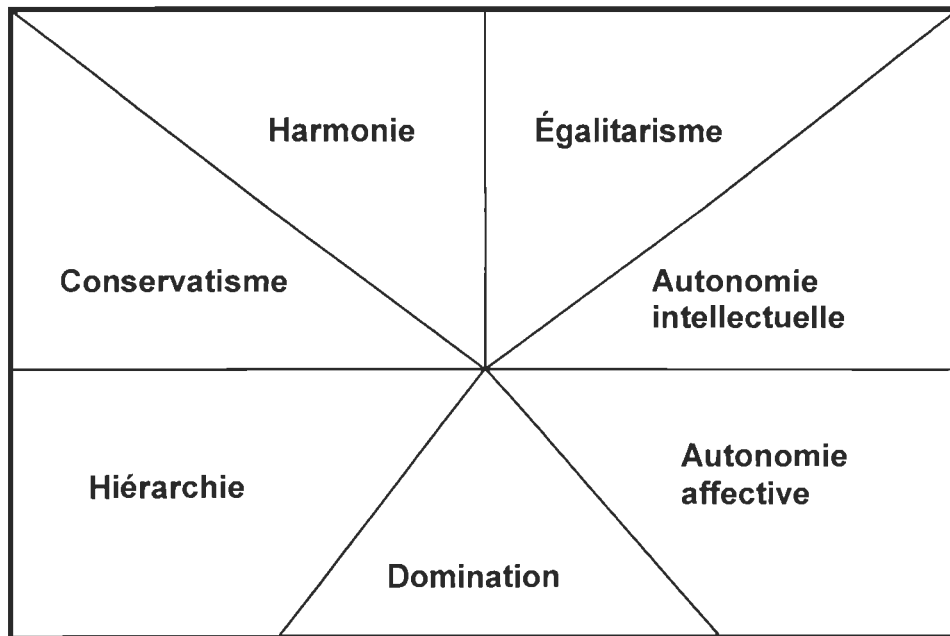 Harmonie
Égalitarisme
Conservatisme
Autonomie
intellectuelle
Hiérarchie
Autonomie
affective
Domination